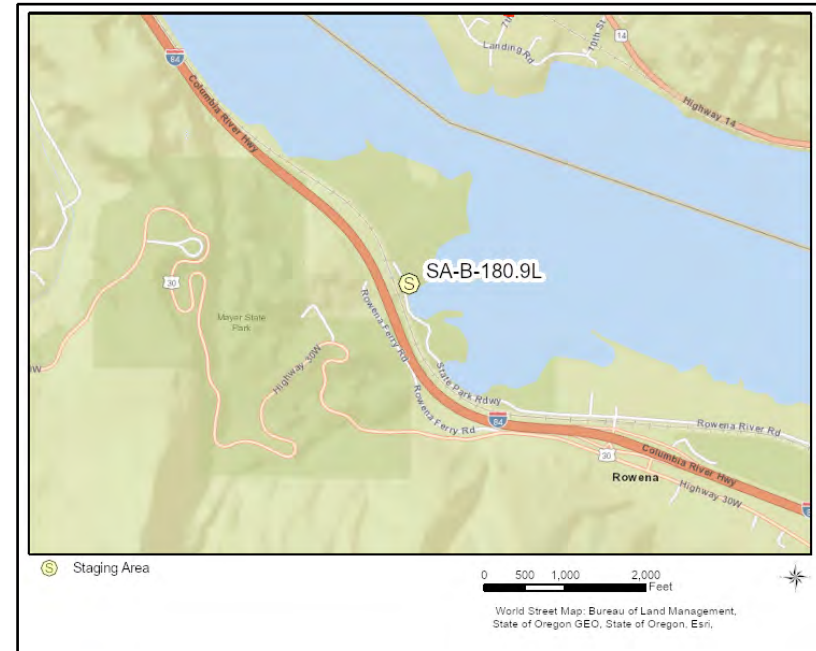 Landing Rd
10th St
14
Highway 14
84
Columbia River Hwy
SA-B-180.9L
S
30
Mayer State
Park
Rowena Ferry Rd
Highway 30W
State Park Rdwy
Rowena Ferry Rd
84
Rowena River Rd
30
Columbia River Hwy
Rowena
Highway 30W
S Staging Area
0 500 1,000 2,000
Feet
World Street Map: Bureau of Land Management,
State of Oregon GEO, State of Oregon, Esri,